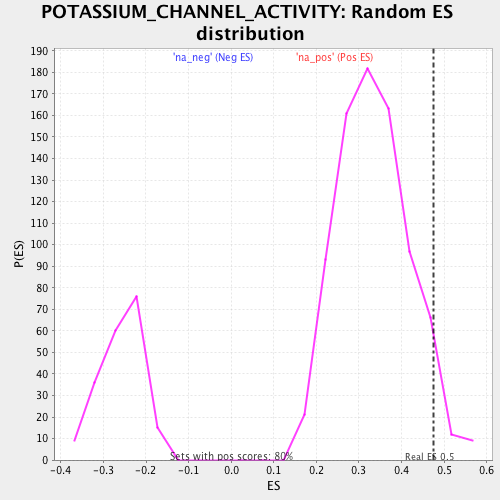 POTASSIUM_CHANNEL_ACTIVITY: Random ES
distribution
'na_neg' (Neg ES)
'na_pos' (Pos ES)
190
180
170
160
150
140
130
120
110
100
90
80
70
60
50
40
30
20
10
0
P(ES)
Sets with pos scores: 80%
Real ES 0.5
-0.4 -0.3 -0.2 -0.1 0.0 0.1 0.2 0.3 0.4 0.5 0.6
ES